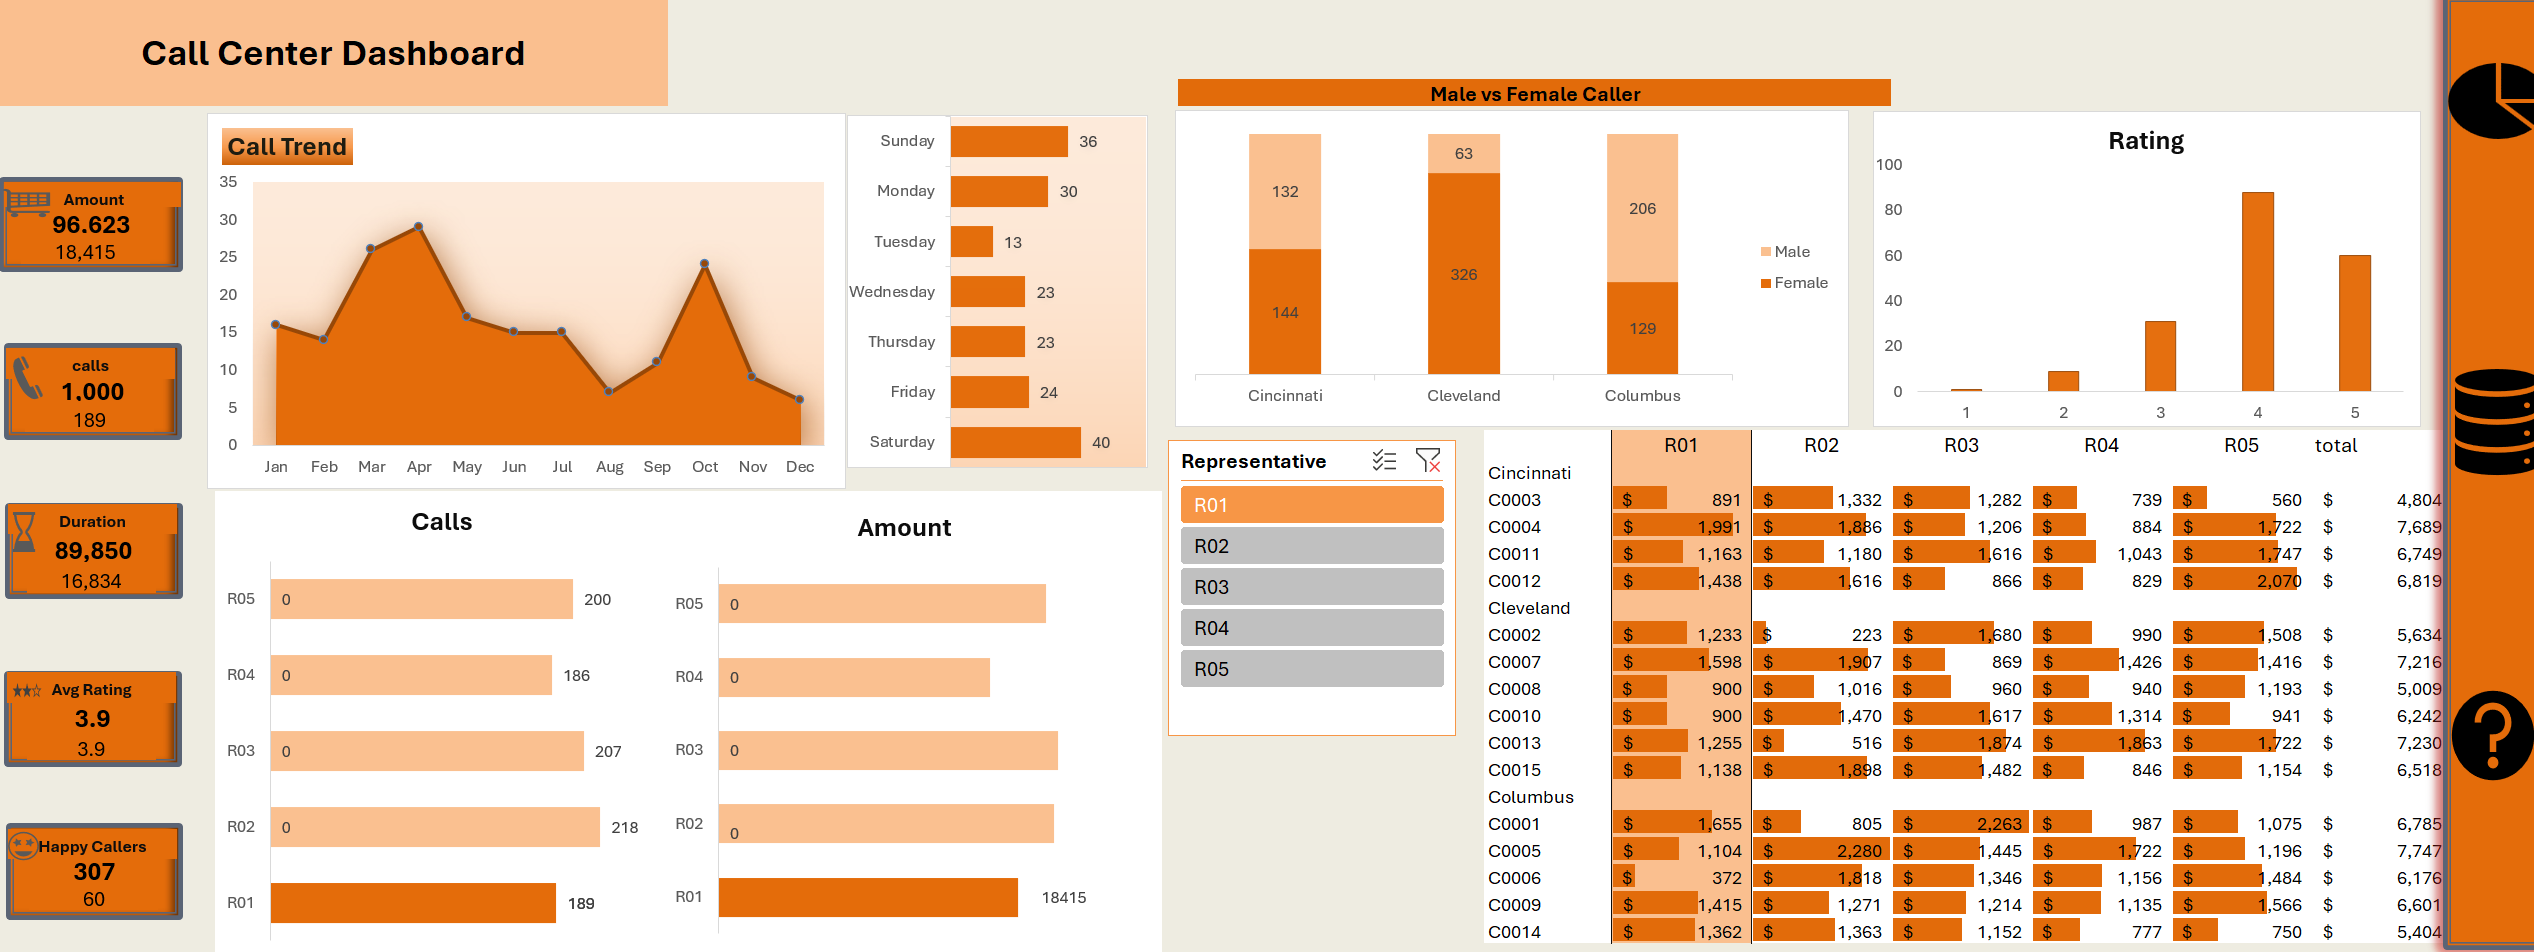 Call Center Dashboard
Amount
96.623
18,415
calls
1,000
189
Duration
89,850
16,834
Avg Rating
3.9
3.9
Happy Callers
307
60
Call Trend
35
30
25
20
15
10
5
0
Jan Feb Mar Apr May Jun Jul Aug Sep Oct Nov Dec
Sunday 36
Monday 30
Tuesday 13
Wednesday 23
Thursday 23
Friday 24
Saturday 40
Male vs Female Caller
132 63 206
144 326 129
Cincinnati Cleveland Columbus
Male
Female
Rating
100
80
60
40
20
0
1 2 3 4 5
Calls
R05 0 200
R04 0 186
R03 0 207
R02 0 218
R01 189
Amount
R05 0
R04 0
R03 0
R02 0
R01 18415
Representative
R01
R02
R03
R04
R05
R01 R02 R03 R04 R05 total
Cincinnati
C0003 $ 891 $ 1,332 $ 1,282 $ 739 $ 560 $ 4,804
C0004 $ 1,991 $ 1,886 $ 1,206 $ 884 $ 1,722 $ 7,689
C0011 $ 1,163 $ 1,180 $ 1,616 $ 1,043 $ 1,747 $ 6,749
C0012 $ 1,438 $ 1,616 $ 866 $ 829 $ 2,070 $ 6,819
Cleveland
C0002 $ 1,233 $ 223 $ 1,680 $ 990 $ 1,508 $ 5,634
C0007 $ 1,598 $ 1,907 $ 869 $ 1,426 $ 1,416 $ 7,216
C0008 $ 900 $ 1,016 $ 960 $ 940 $ 1,193 $ 5,009
C0010 $ 900 $ 1,470 $ 1,617 $ 1,314 $ 941 $ 6,242
C0013 $ 1,255 $ 516 $ 1,874 $ 1,863 $ 1,722 $ 7,230
C0015 $ 1,138 $ 1,898 $ 1,482 $ 846 $ 1,154 $ 6,518
Columbus
C0001 $ 1,655 $ 805 $ 2,263 $ 987 $ 1,075 $ 6,785
C0005 $ 1,104 $ 2,280 $ 1,445 $ 1,722 $ 1,196 $ 7,747
C0006 $ 372 $ 1,818 $ 1,346 $ 1,156 $ 1,484 $ 6,176
C0009 $ 1,415 $ 1,271 $ 1,214 $ 1,135 $ 1,566 $ 6,601
C0014 $ 1,362 $ 1,363 $ 1,152 $ 777 $ 750 $ 5,404
?